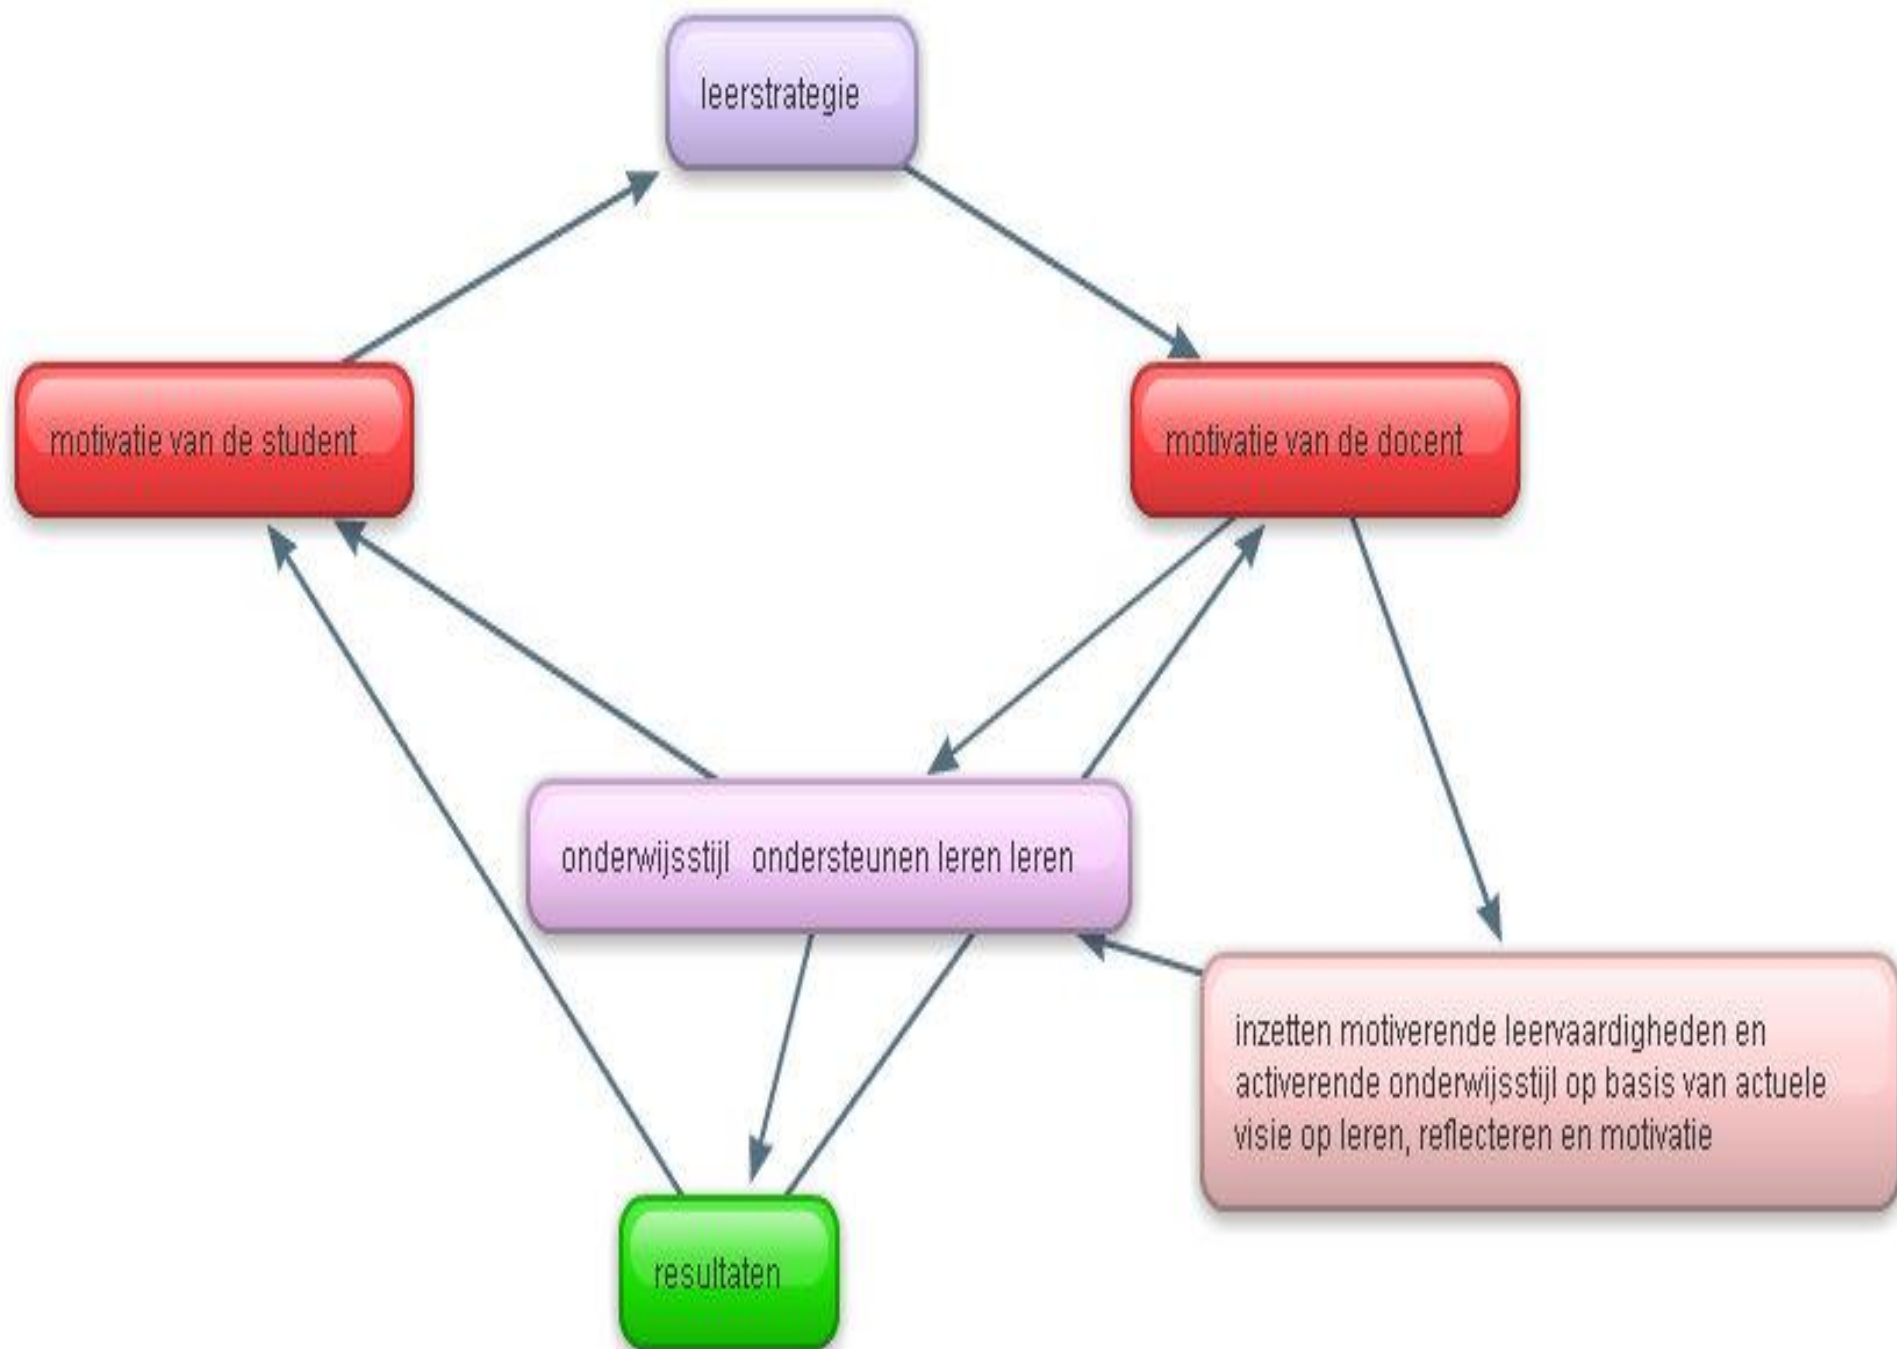 leerstrategie
motivatie van de student
motivatie van de docent
onderwijsstijl ondersteunen leren leren
inzetten motiverende leervaardigheden en
activerende onderwijsstijl op basis van actuele
visie op leren, reflecteren en motivatie
resultaten